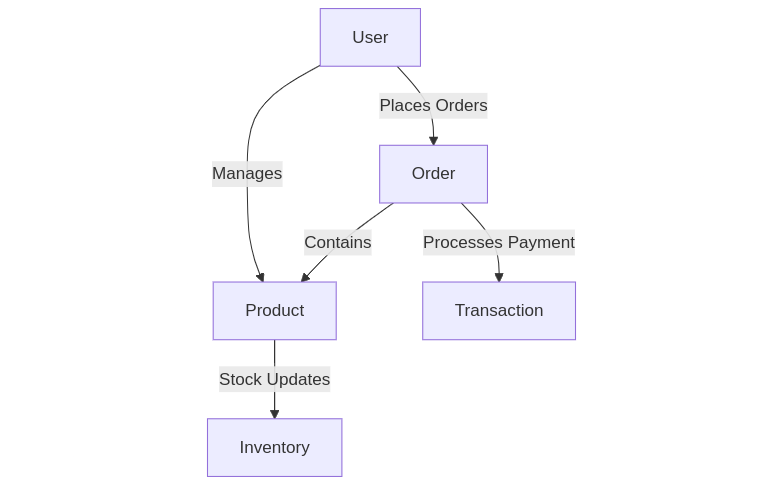 User
Places Orders
Order
Manages
Contains
Processes Payment
Product
Transaction
Stock Updates
Inventory